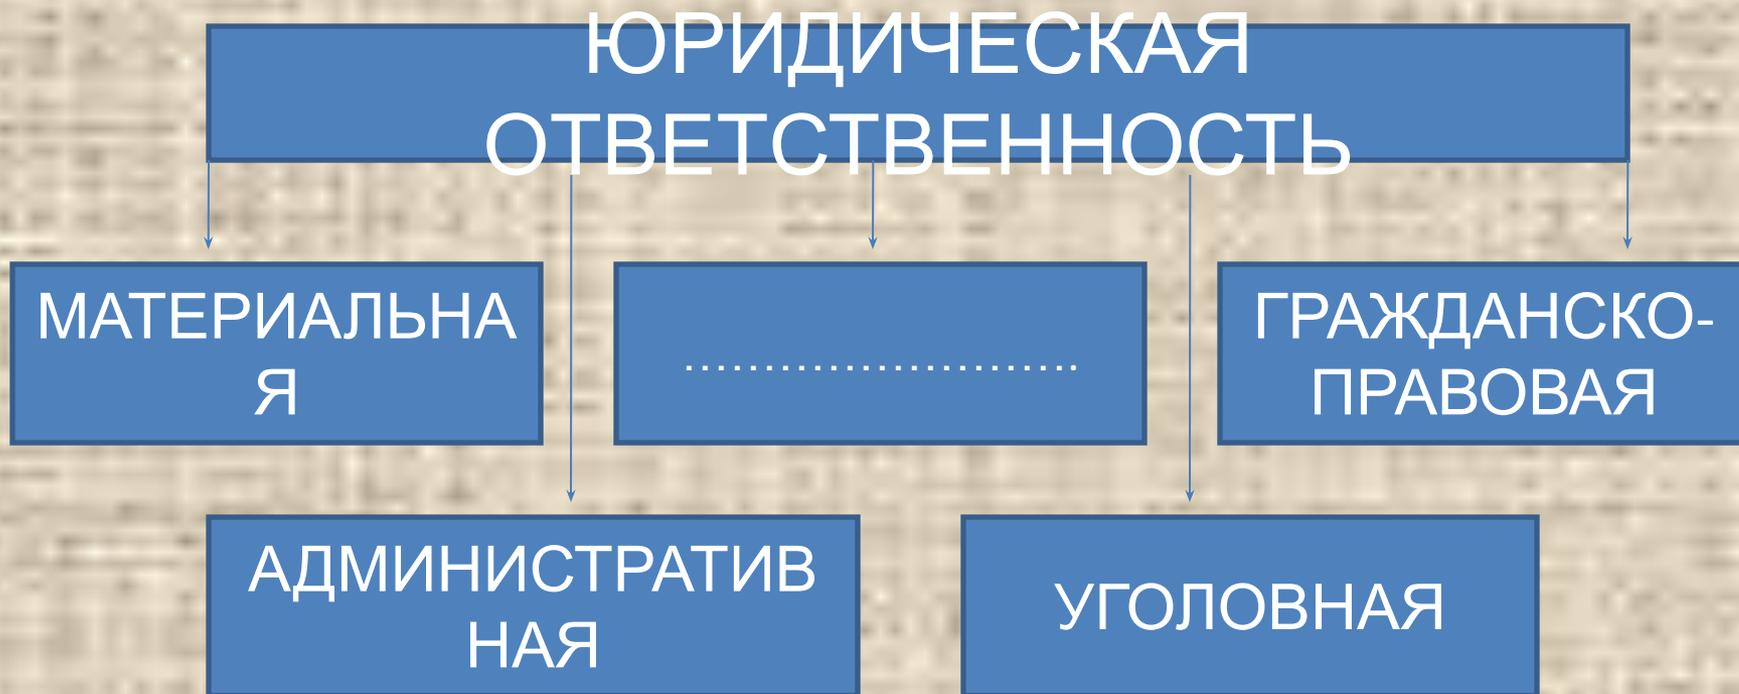 ЮРИДИЧЕСКАЯ
ОТВЕТСТВЕННОСТЬ
МАТЕРИАЛЬНА
Я
.........................
ГРАЖДАНСКО-
ПРАВОВАЯ
АДМИНИСТРАТИВ
НАЯ
УГОЛОВНАЯ